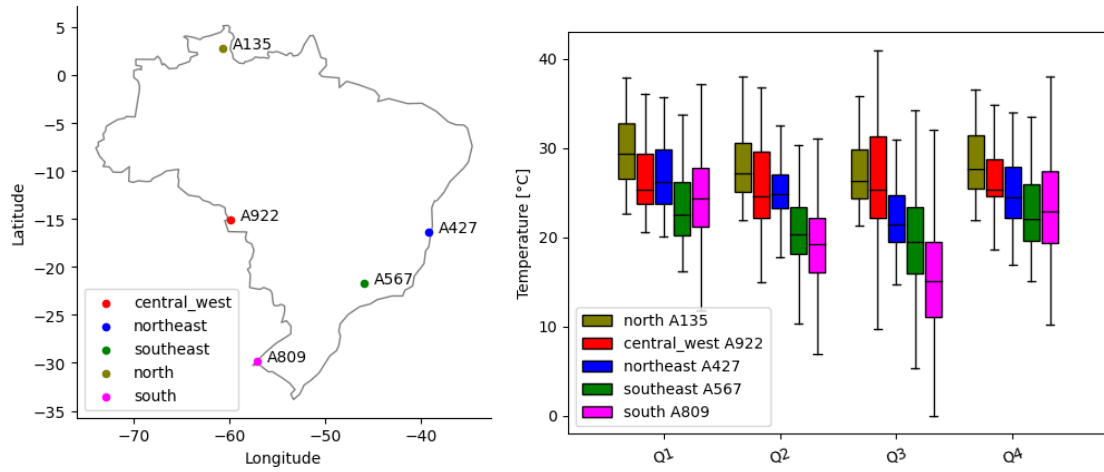 5
0
−5
−10
−15
−20
−25
−30
−35
Latitude
−70
−60
−50
−40
Longitude
A135
A922
A427
A567
A809
central_west
northeast
southeast
north
south
40
30
20
10
0
Temperature [°C]
north A135
central_west A922
northeast A427
southeast A567
south A809
Q1
Q2
Q3
Q4